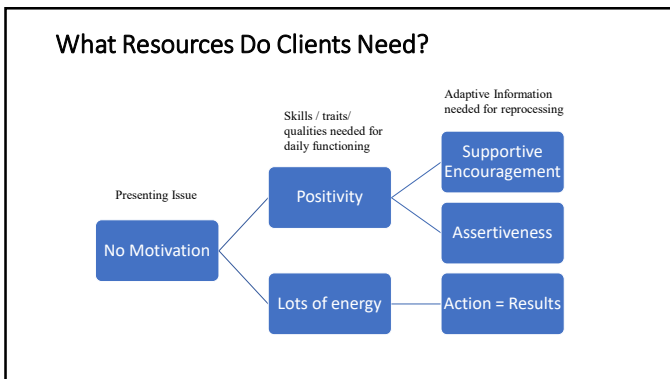 What Resources Do Clients Need?
Adaptive Information
needed for reprocessing
Skills / traits/
qualities needed for
daily functioning
Presenting Issue
No Motivation
Positivity
Lots of energy
Supportive
Encouragement
Assertiveness
Action = Results